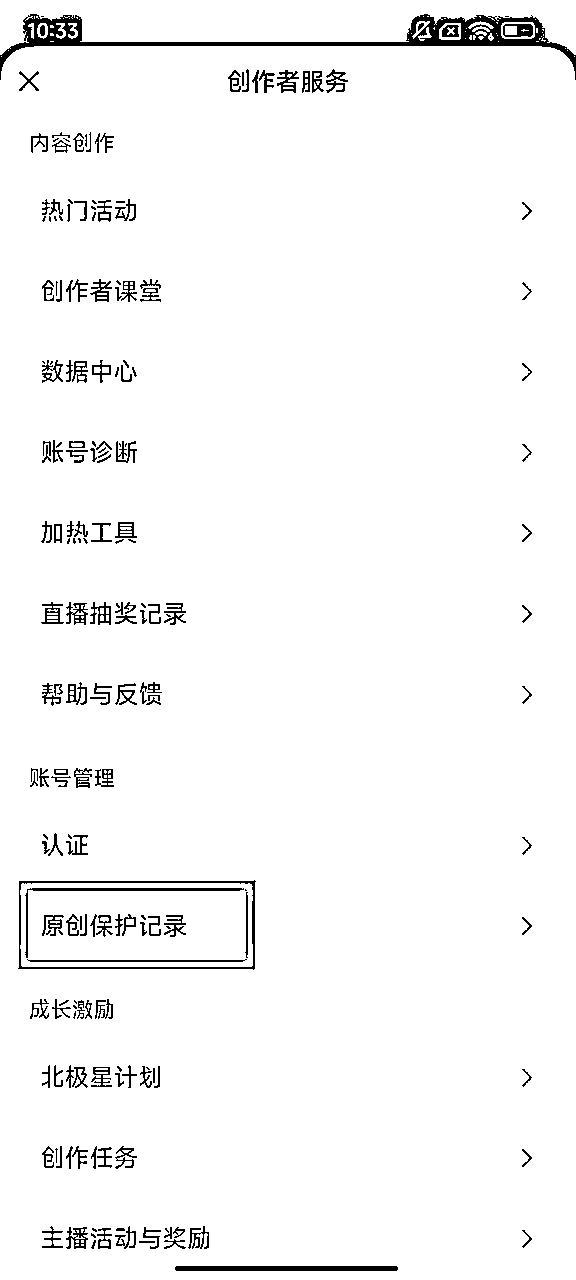 10:33
创作者服务
内容创作
热门活动
创作者课堂
数据中心
账号诊断
加热工具
直播抽奖记录
帮助与反馈
账号管理
认证
原创保护记录
成长激励
北极星计划
创作任务
主播活动与奖励